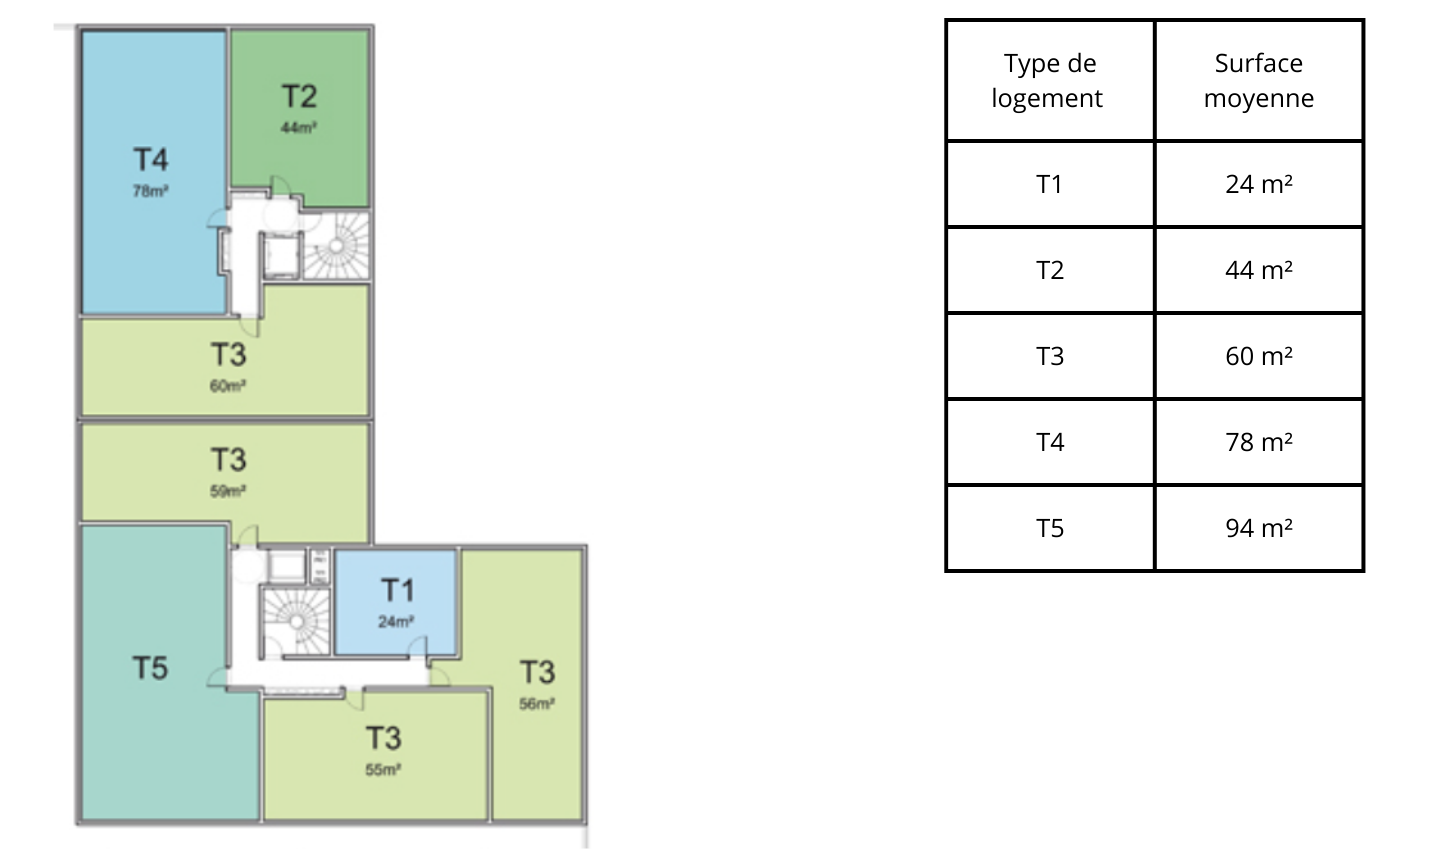 T2
44m²
T4
78m²
T3
60m²
T3
59m²
T1
24m²
T5
T3
56m²
T3
55m²
Type de
logement
Surface
moyenne
T1
24 m²
T2
44 m²
T3
60 m²
T4
78 m²
T5
94 m²